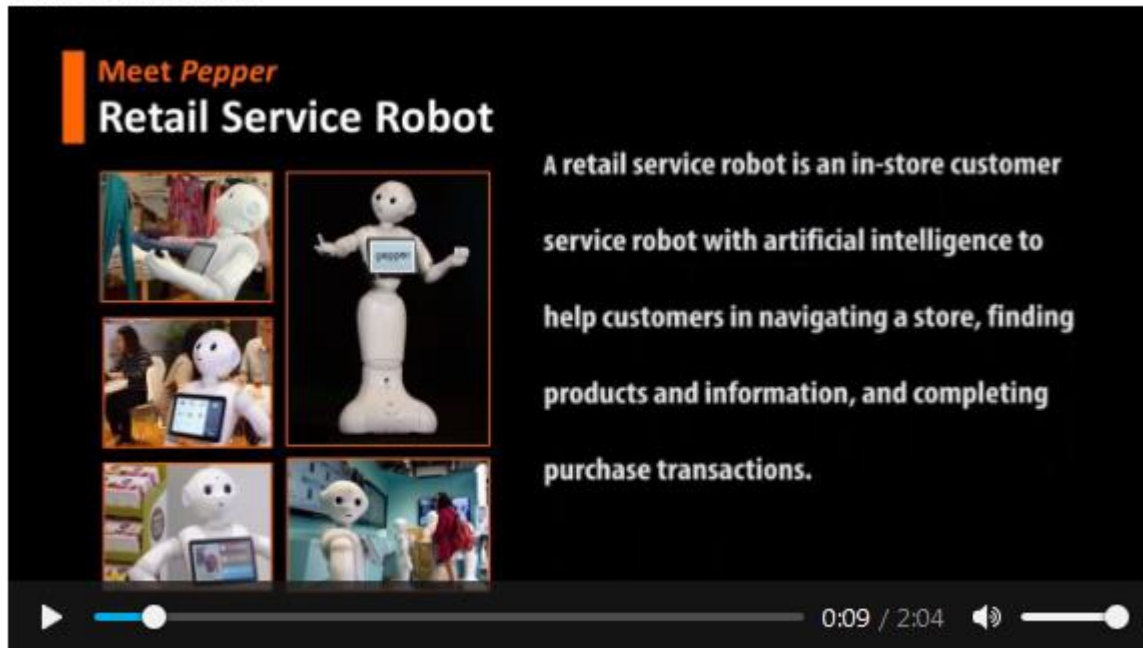 Meet Pepper
Retail Service Robot
A retail service robot is an in-store customer
service robot with artificial intelligence to
help customers in navigating a store, finding
products and information, and completing
purchase transactions.
pepper
0:09 / 2:04